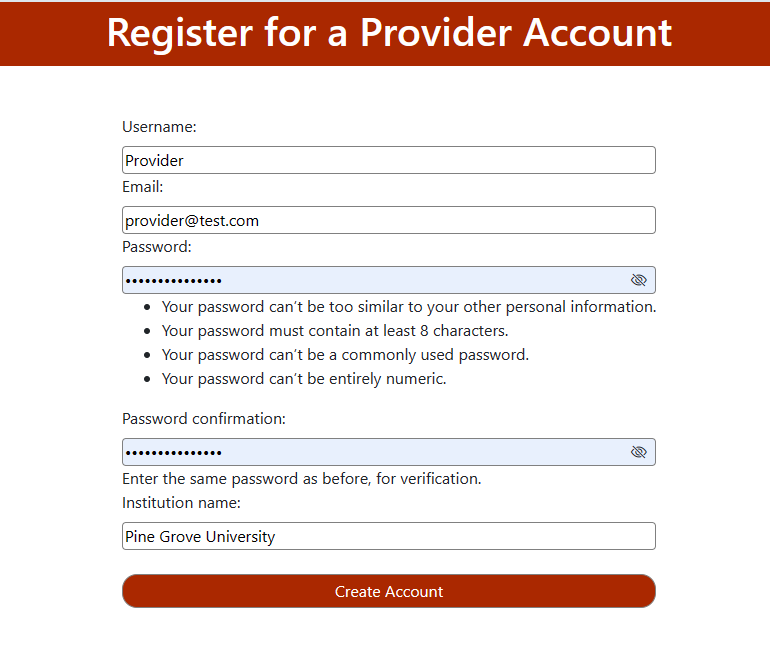 Register for a Provider Account
Username:
Provider
Email:
provider@test.com
Password:
•••••••••••••••
Your password can’t be too similar to your other personal information.
Your password must contain at least 8 characters.
Your password can’t be a commonly used password.
Your password can’t be entirely numeric.
Password confirmation:
•••••••••••••••
Enter the same password as before, for verification.
Institution name:
Pine Grove University
Create Account